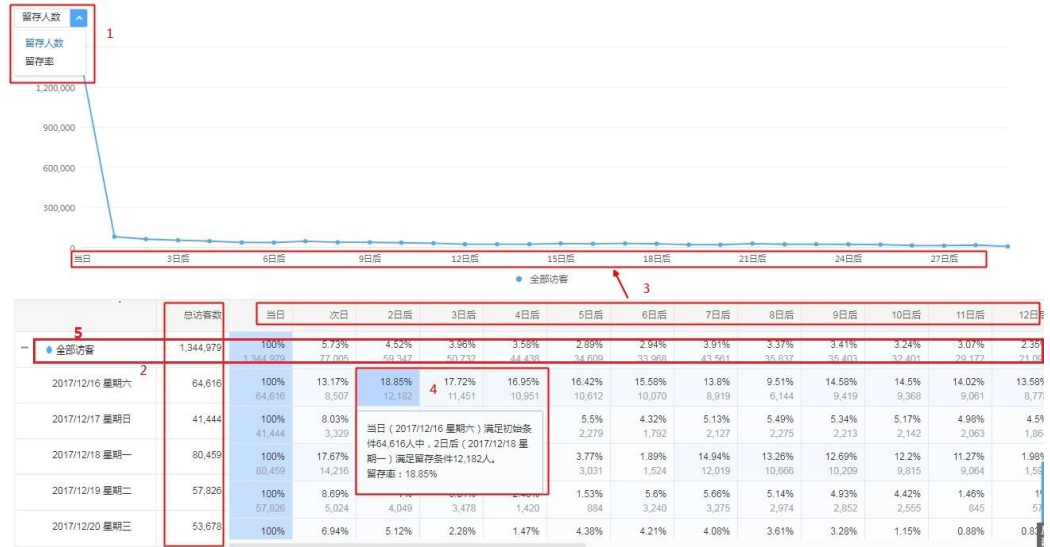 留存人数
1
留存人数
留存率
1,200,000
900,000
600,000
300,000
0
当日 3日后 6日后 9日后 12日后 15日后 18日后 21日后 24日后 27日后
全部访客
3
总访客数 当日 次日 2日后 3日后 4日后 5日后 6日后 7日后 8日后 9日后 10日后 11日后 12日后
5
全部访客 1,344,979 100% 5.73% 4.52% 3.96% 3.58% 2.89% 2.94% 3.91% 3.37% 3.41% 3.24% 3.07% 2.35%
1,344,979 77,005 59,347 50,732 44,438 34,609 33,968 43,561 35,837 35,403 32,401 29,172
2
2017/12/16 星期六 64,616 100% 13.17% 18.85% 17.72% 16.95% 16.42% 15.58% 13.8% 9.51% 14.58% 14.5% 14.02% 13.58%
64,616 8,507 12,182 11,451 10,951 10,612 10,070 8,919 6,144 9,419 9,368 9,061
4
2017/12/17 星期日 41,444 100% 8.03% 5.5% 4.32% 5.13% 5.49% 5.34% 5.17% 4.98% 4.5%
41,444 3,329 2,279 1,792 2,127 2,275 2,213 2,142 2,063
当日（2017/12/16 星期六）满足初始条
件64,616人中，2日后（2017/12/18 星
期一）满足留存条件12,182人。
留存率：18.85%
2017/12/18 星期一 80,459 100% 17.67% 3.77% 1.89% 14.94% 13.26% 12.69% 12.2% 11.27% 1.98%
80,459 14,216 3,031 1,524 12,019 10,666 10,209 9,815 9,064
2017/12/19 星期二 57,826 100% 8.69% 1.53% 5.6% 5.66% 5.14% 4.93% 4.42% 1.46%
57,826 5,024 4,049 3,478 1,420 884 3,240 3,275 2,974 2,852 2,555 845
2017/12/20 星期三 53,678 100% 6.94% 5.12% 2.28% 1.47% 4.38% 4.21% 4.08% 3.61% 3.28% 1.15% 0.88%